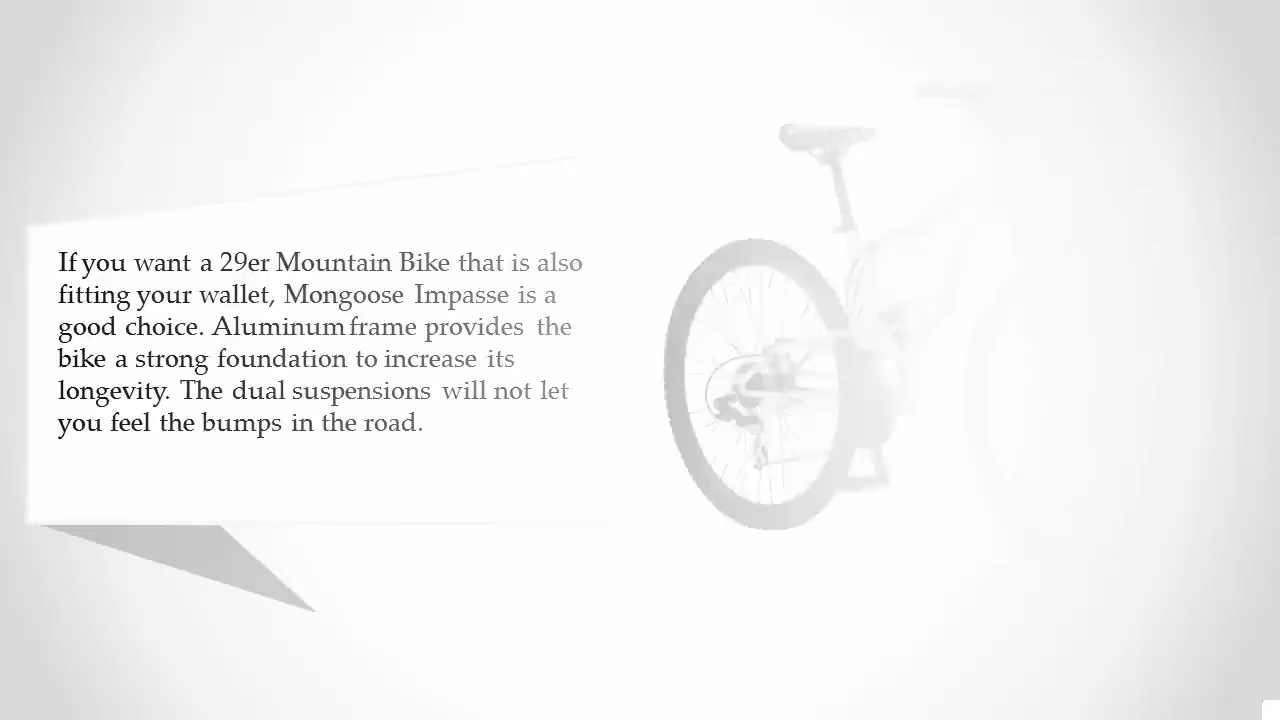 If you want a 29er Mountain Bike that is also
fitting your wallet, Mongoose Impasse is a
good choice. Aluminum frame provides the
bike a strong foundation to increase its
longevity. The dual suspensions will not let
you feel the bumps in the road.